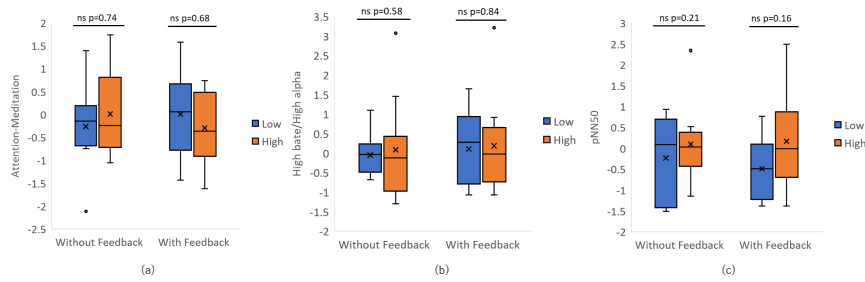 ns p=0.74 ns p=0.68
2
1.5
1
0.5
0
-0.5
-1
-1.5
-2
-2.5
Attention-Meditation
Low
High
Without Feedback With Feedback
(a)
ns p=0.58 ns p=0.84
3.5
3
2.5
2
1.5
1
0.5
0
-0.5
-1
-1.5
-2
High bate/High alpha
Low
High
Without Feedback With Feedback
(b)
ns p=0.21 ns p=0.16
3
2.5
2
1.5
1
0.5
0
-0.5
-1
-1.5
-2
pNN50
Low
High
Without Feedback With Feedback
(c)